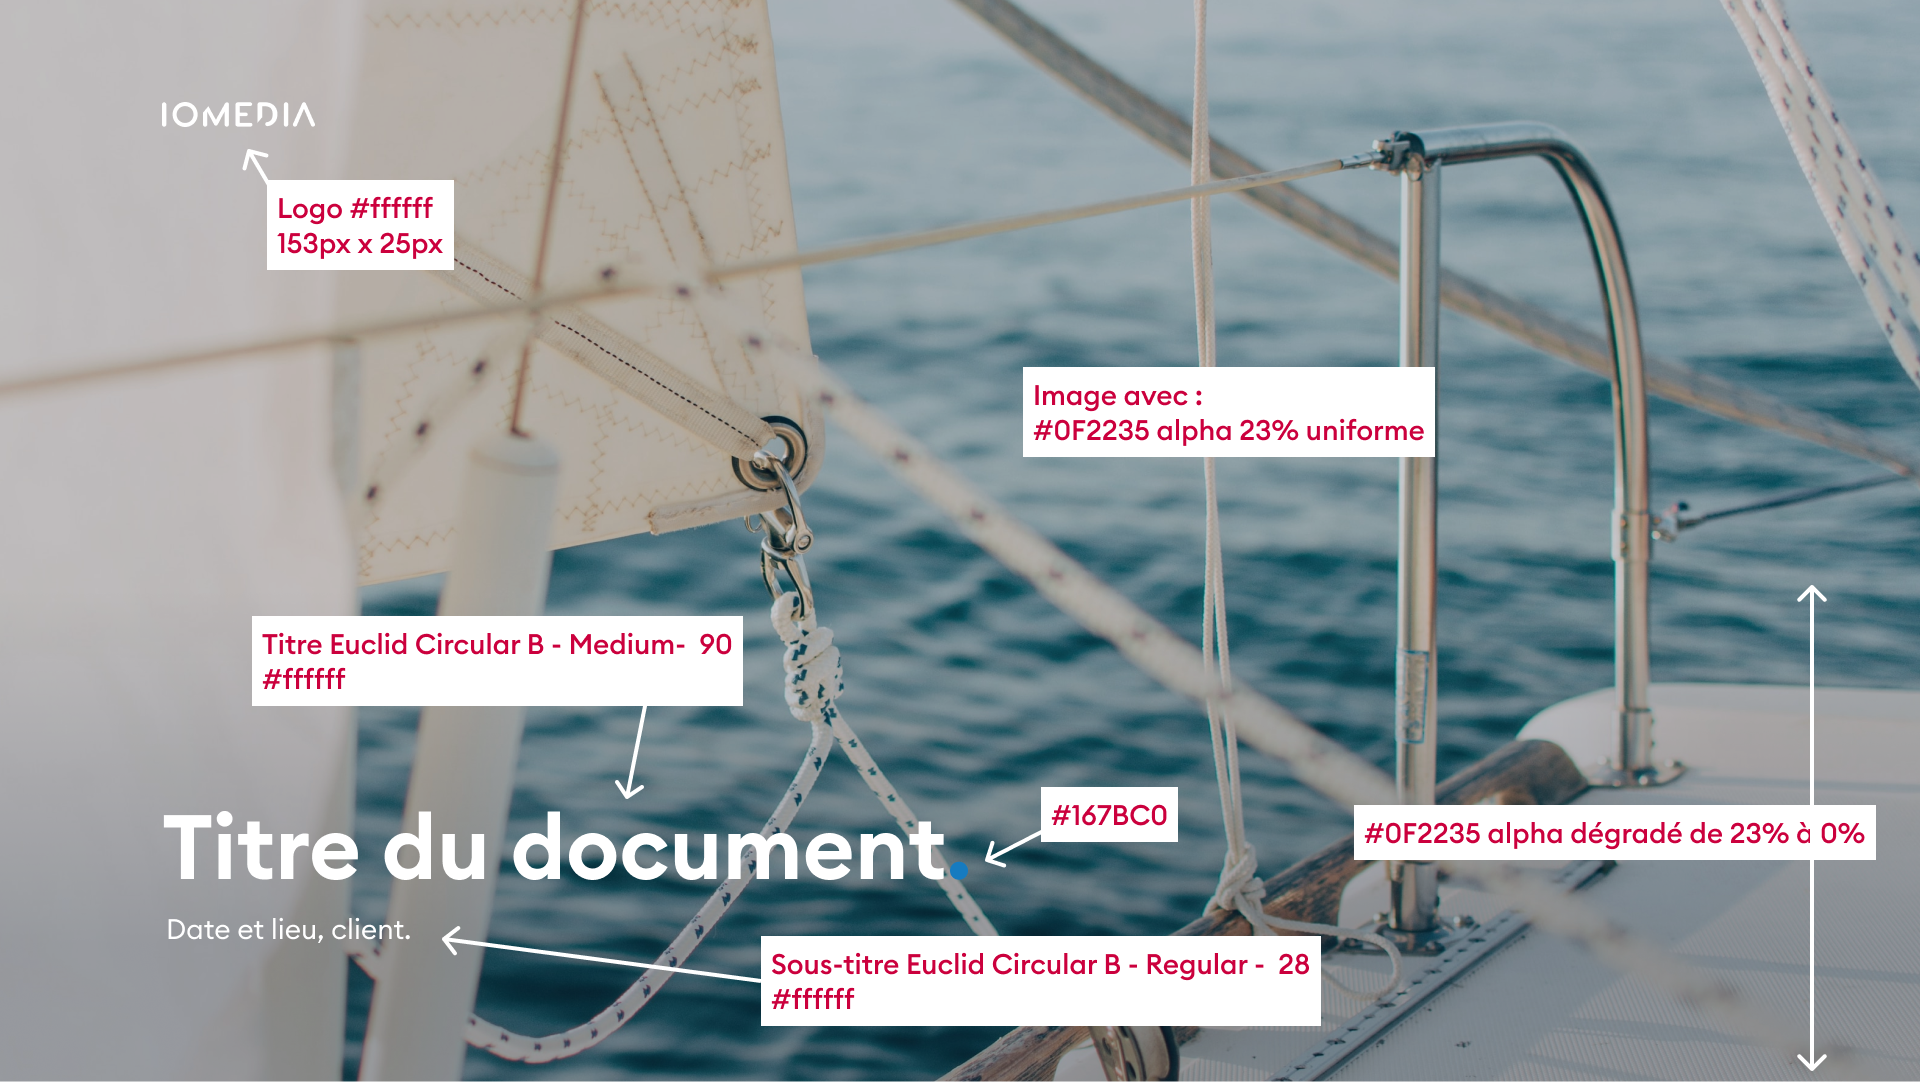 IOMEDIA
Logo #ffffff
153px x 25px
Image avec :
#0F2235 alpha 23% uniforme
Titre Euclid Circular B - Medium-  90
#ffffff
#167BC0
#0F2235 alpha dégradé de 23% à 0%
Titre du document.
Date et lieu, client.
Sous-titre Euclid Circular B - Regular -  28
#ffffff